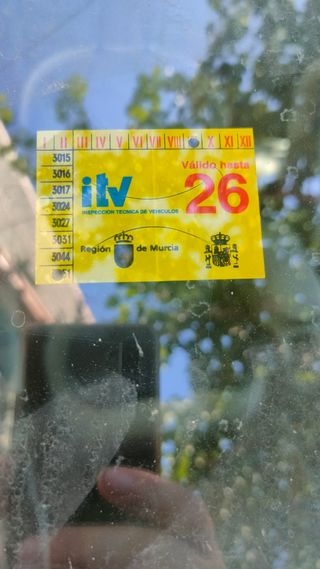 I II III IV V VI VII VIII X XI XII
3015
3016
3017
3024
3027
3031
3044
Válido hasta
26
itv
INSPECCIÓN TÉCNICA DE VEHÍCULOS
Región de Murcia